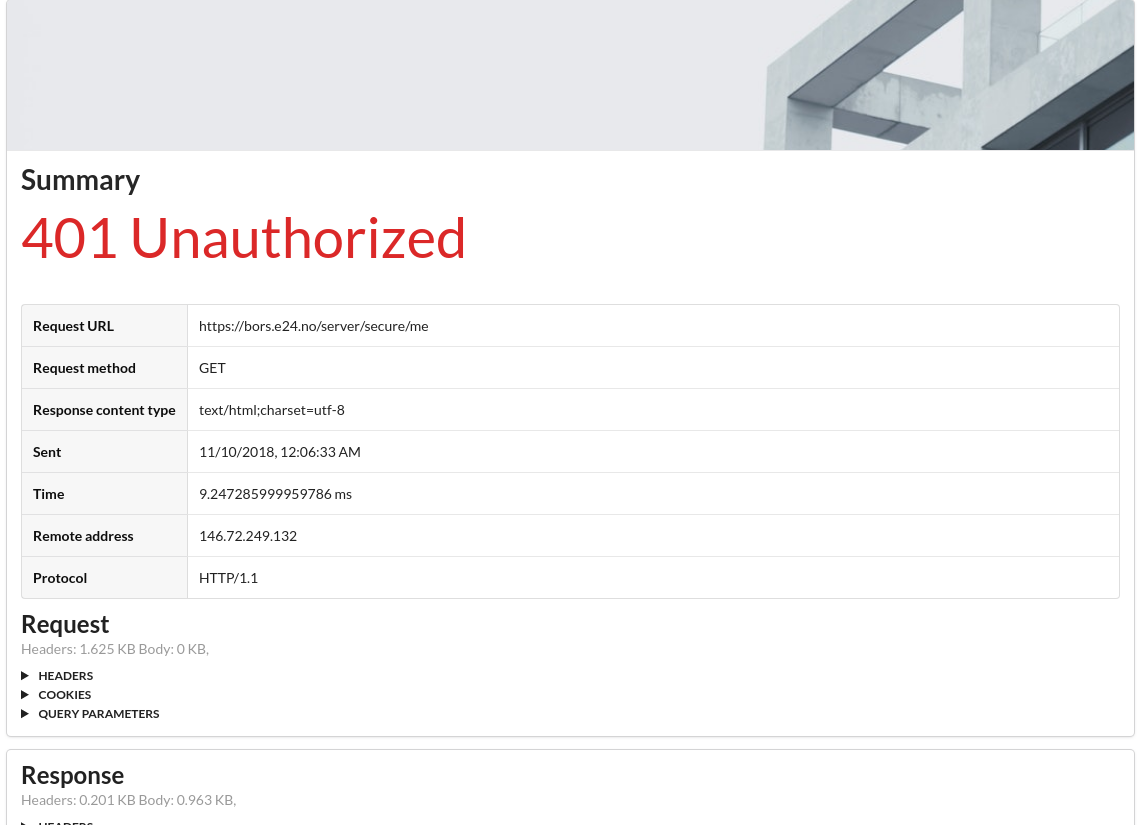 Summary
401 Unauthorized
Request URL https://bors.e24.no/server/secure/me
Request method GET
Response content type text/html;charset=utf-8
Sent 11/10/2018, 12:06:33 AM
Time 9.247285999959786 ms
Remote address 146.72.249.132
Protocol HTTP/1.1
Request
Headers: 1.625 KB Body: 0 KB,
HEADERS
COOKIES
QUERY PARAMETERS
Response
Headers: 0.201 KB Body: 0.963 KB,
HEADERS